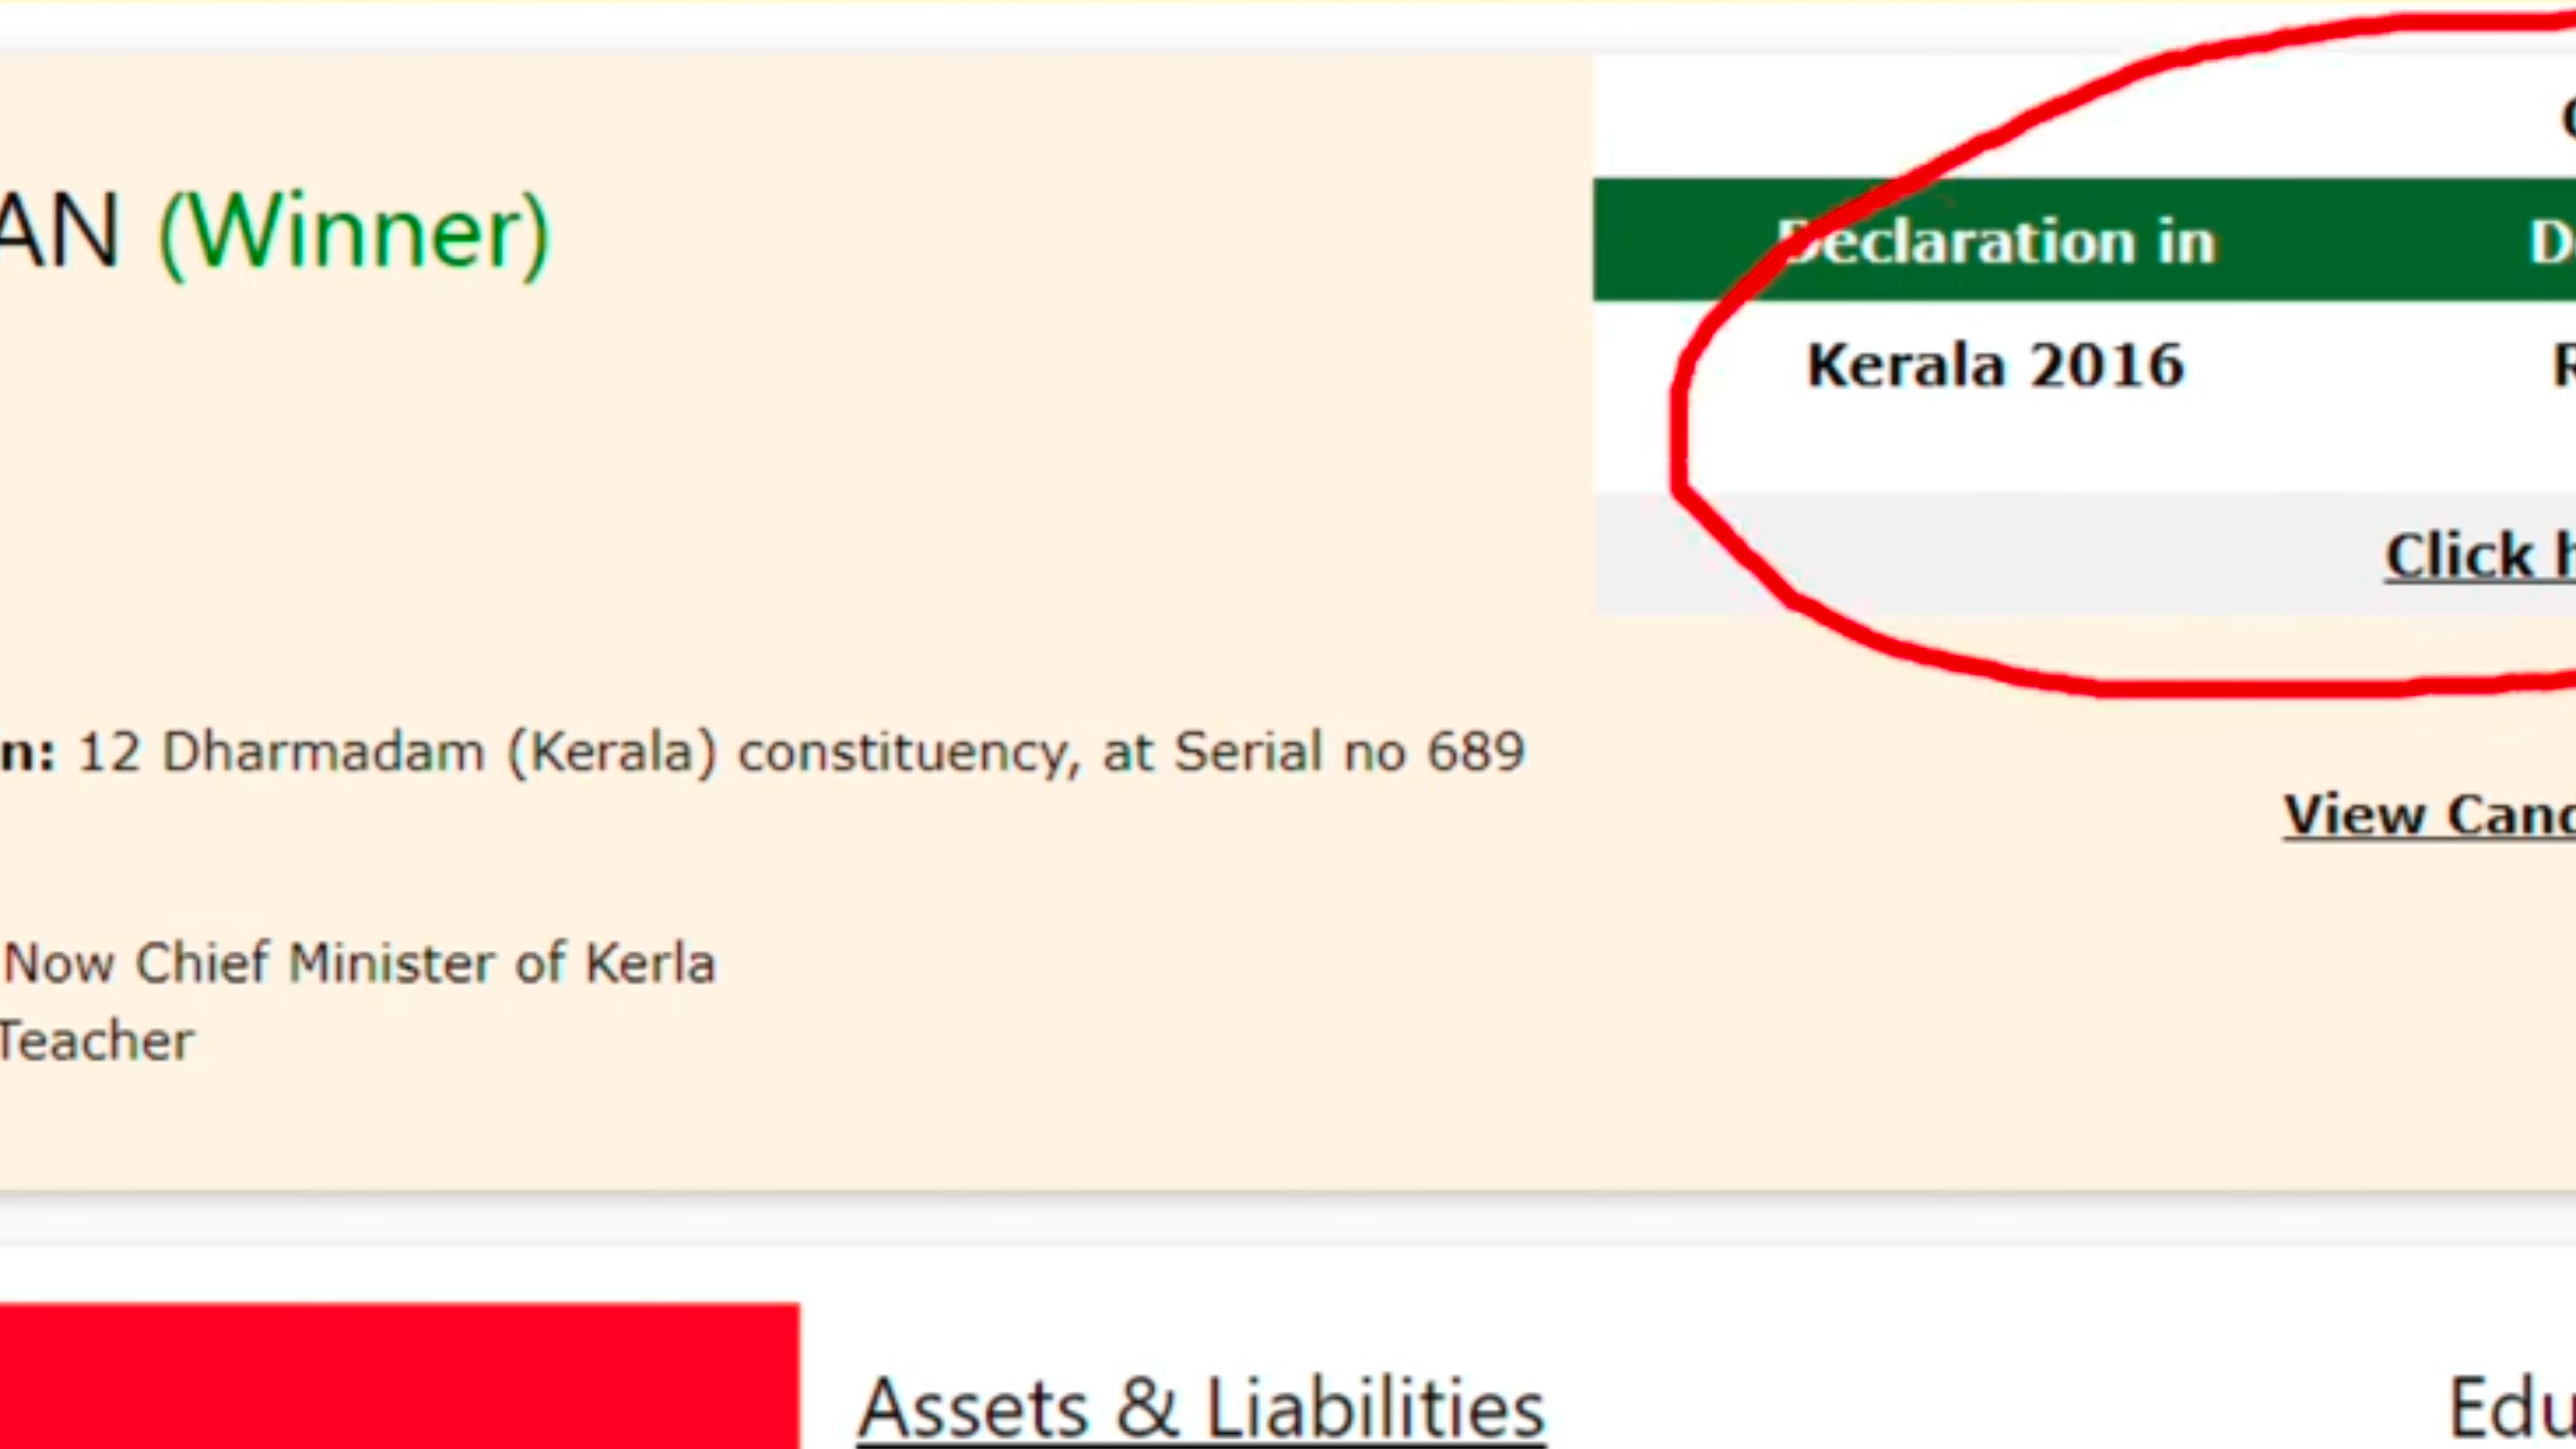 AN (Winner)
Declaration in
Kerala 2016
Click
n: 12 Dharmadam (Kerala) constituency, at Serial no 689
View
Now Chief Minister of Kerla
Teacher
Assets & Liabilities